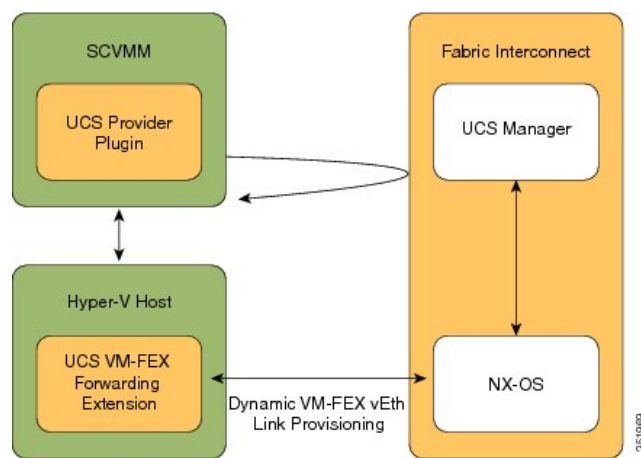 SCVMM
UCS Provider
Plugin
Fabric Interconnect
UCS Manager
Hyper-V Host
UCS VM-FEX
Forwarding
Extension
Dynamic VM-FEX vEth
Link Provisioning
NX-OS
351969